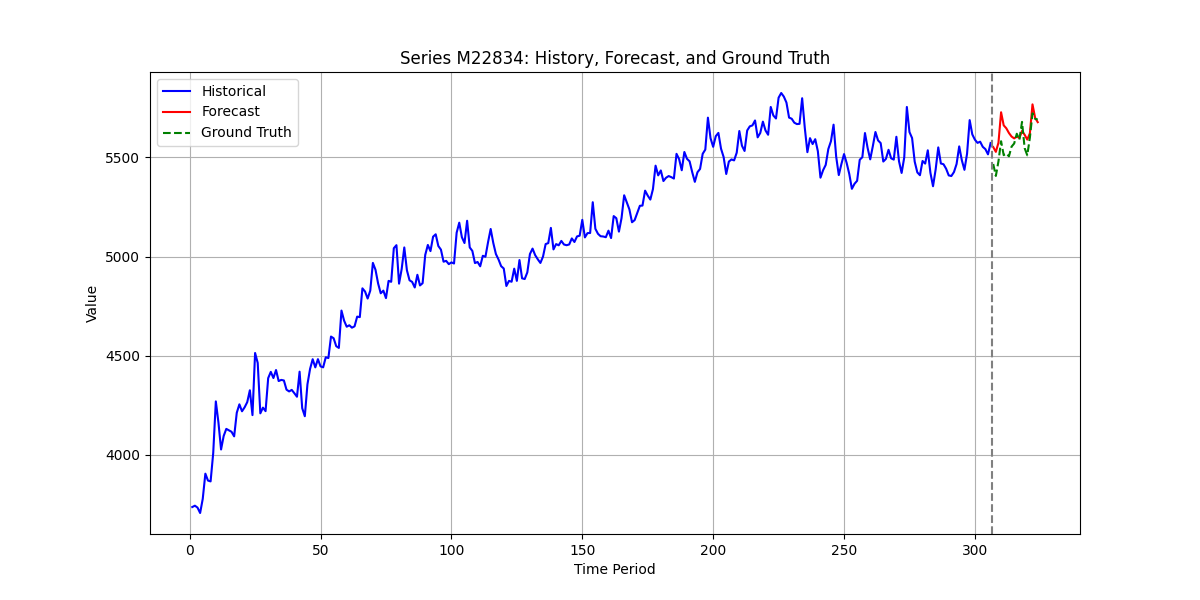 Series M22834: History, Forecast, and Ground Truth
Historical
Forecast
Ground Truth
5500
5000
4500
4000
Value
0 50 100 150 200 250 300
Time Period